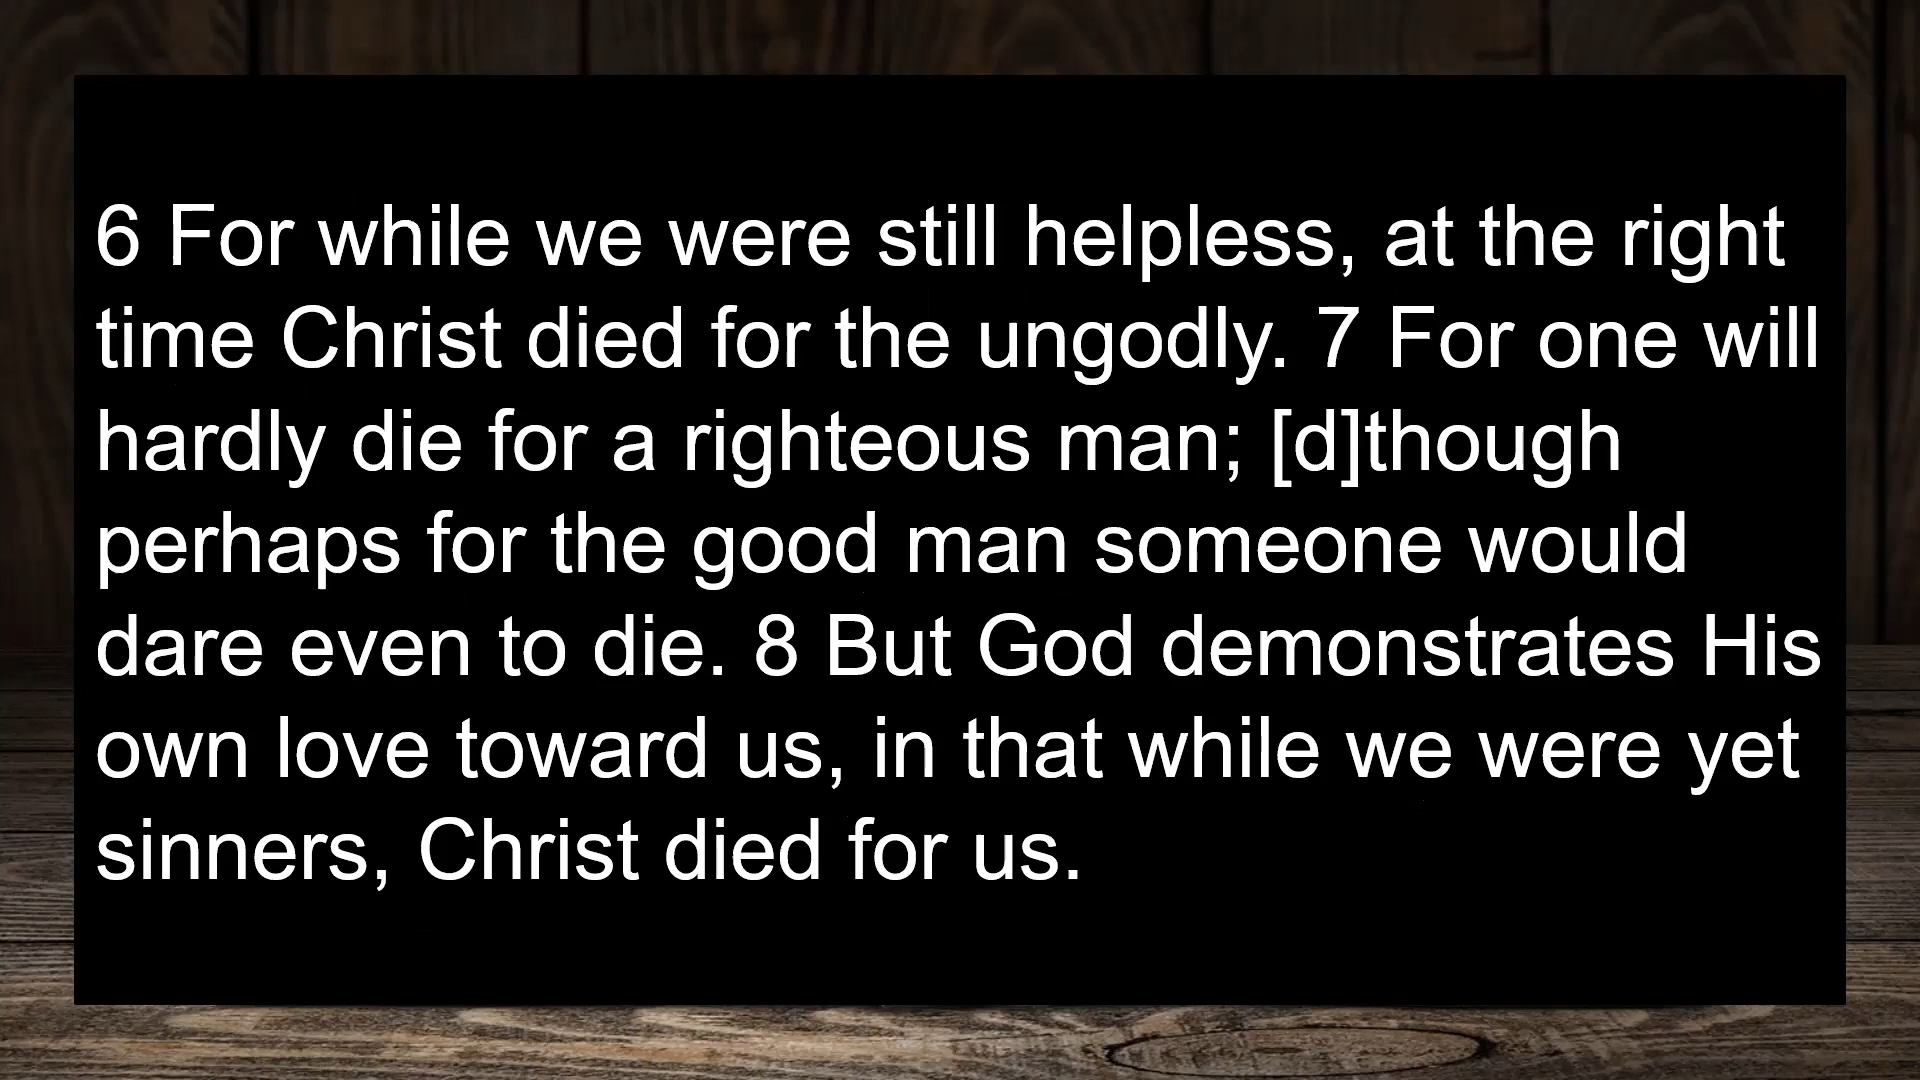 6 For while we were still helpless, at the right
time Christ died for the ungodly. 7 For one will
hardly die for a righteous man; [d]though
perhaps for the good man someone would
dare even to die. 8 But God demonstrates His
own love toward us, in that while we were yet
sinners, Christ died for us.